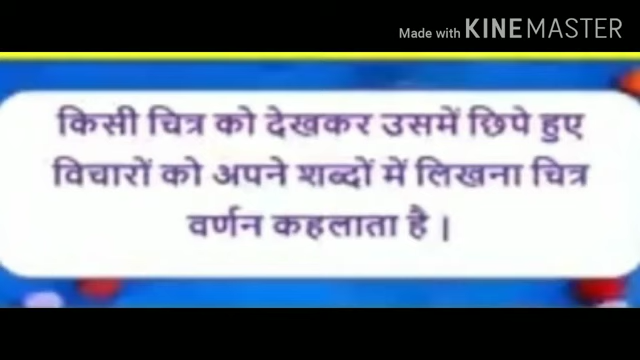 Made with KINEMASTER
किसी चित्र को देखकर उसमें छिपे हुए
विचारों को अपने शब्दों में लिखना चित्र
वर्णन कहलाता है।